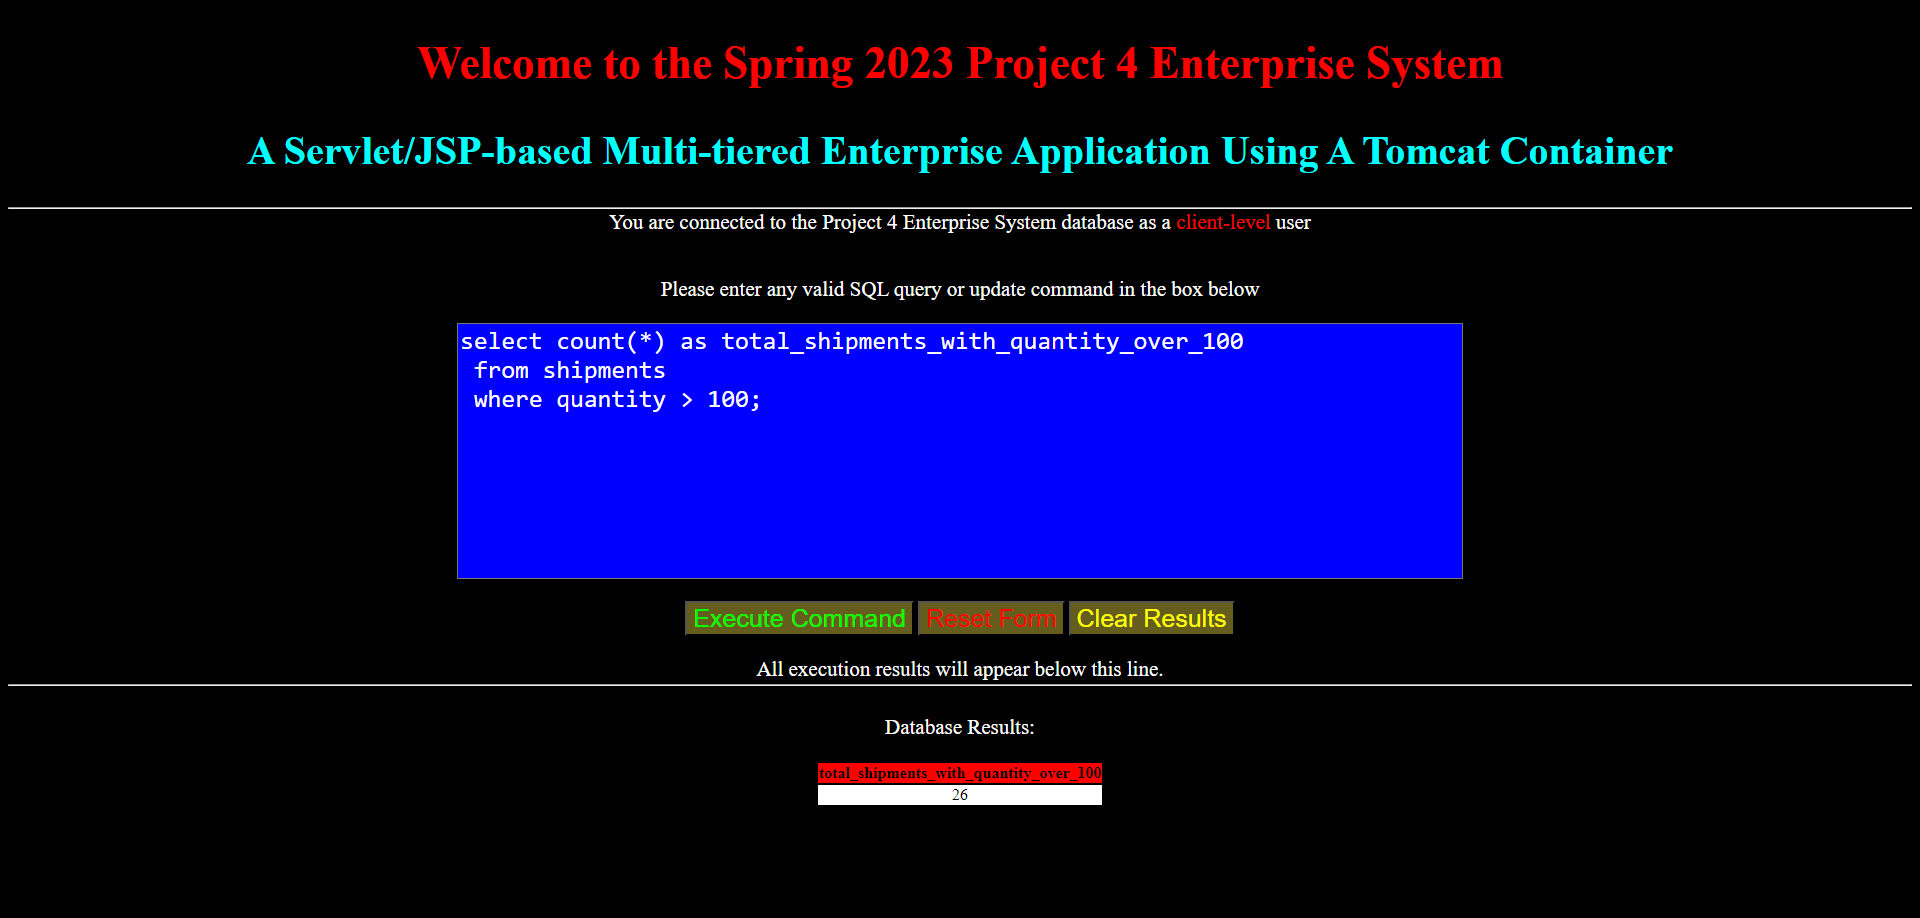 Welcome to the Spring 2023 Project 4 Enterprise System
A Servlet/JSP-based Multi-tiered Enterprise Application Using A Tomcat Container
You are connected to the Project 4 Enterprise System database as a client-level user
Please enter any valid SQL query or update command in the box below
select count(*) as total_shipments_with_quantity_over_100
from shipments
where quantity > 100;
Execute Command Reset Form Clear Results
All execution results will appear below this line.
Database Results:
total_shipments_with_quantity_over_100
26